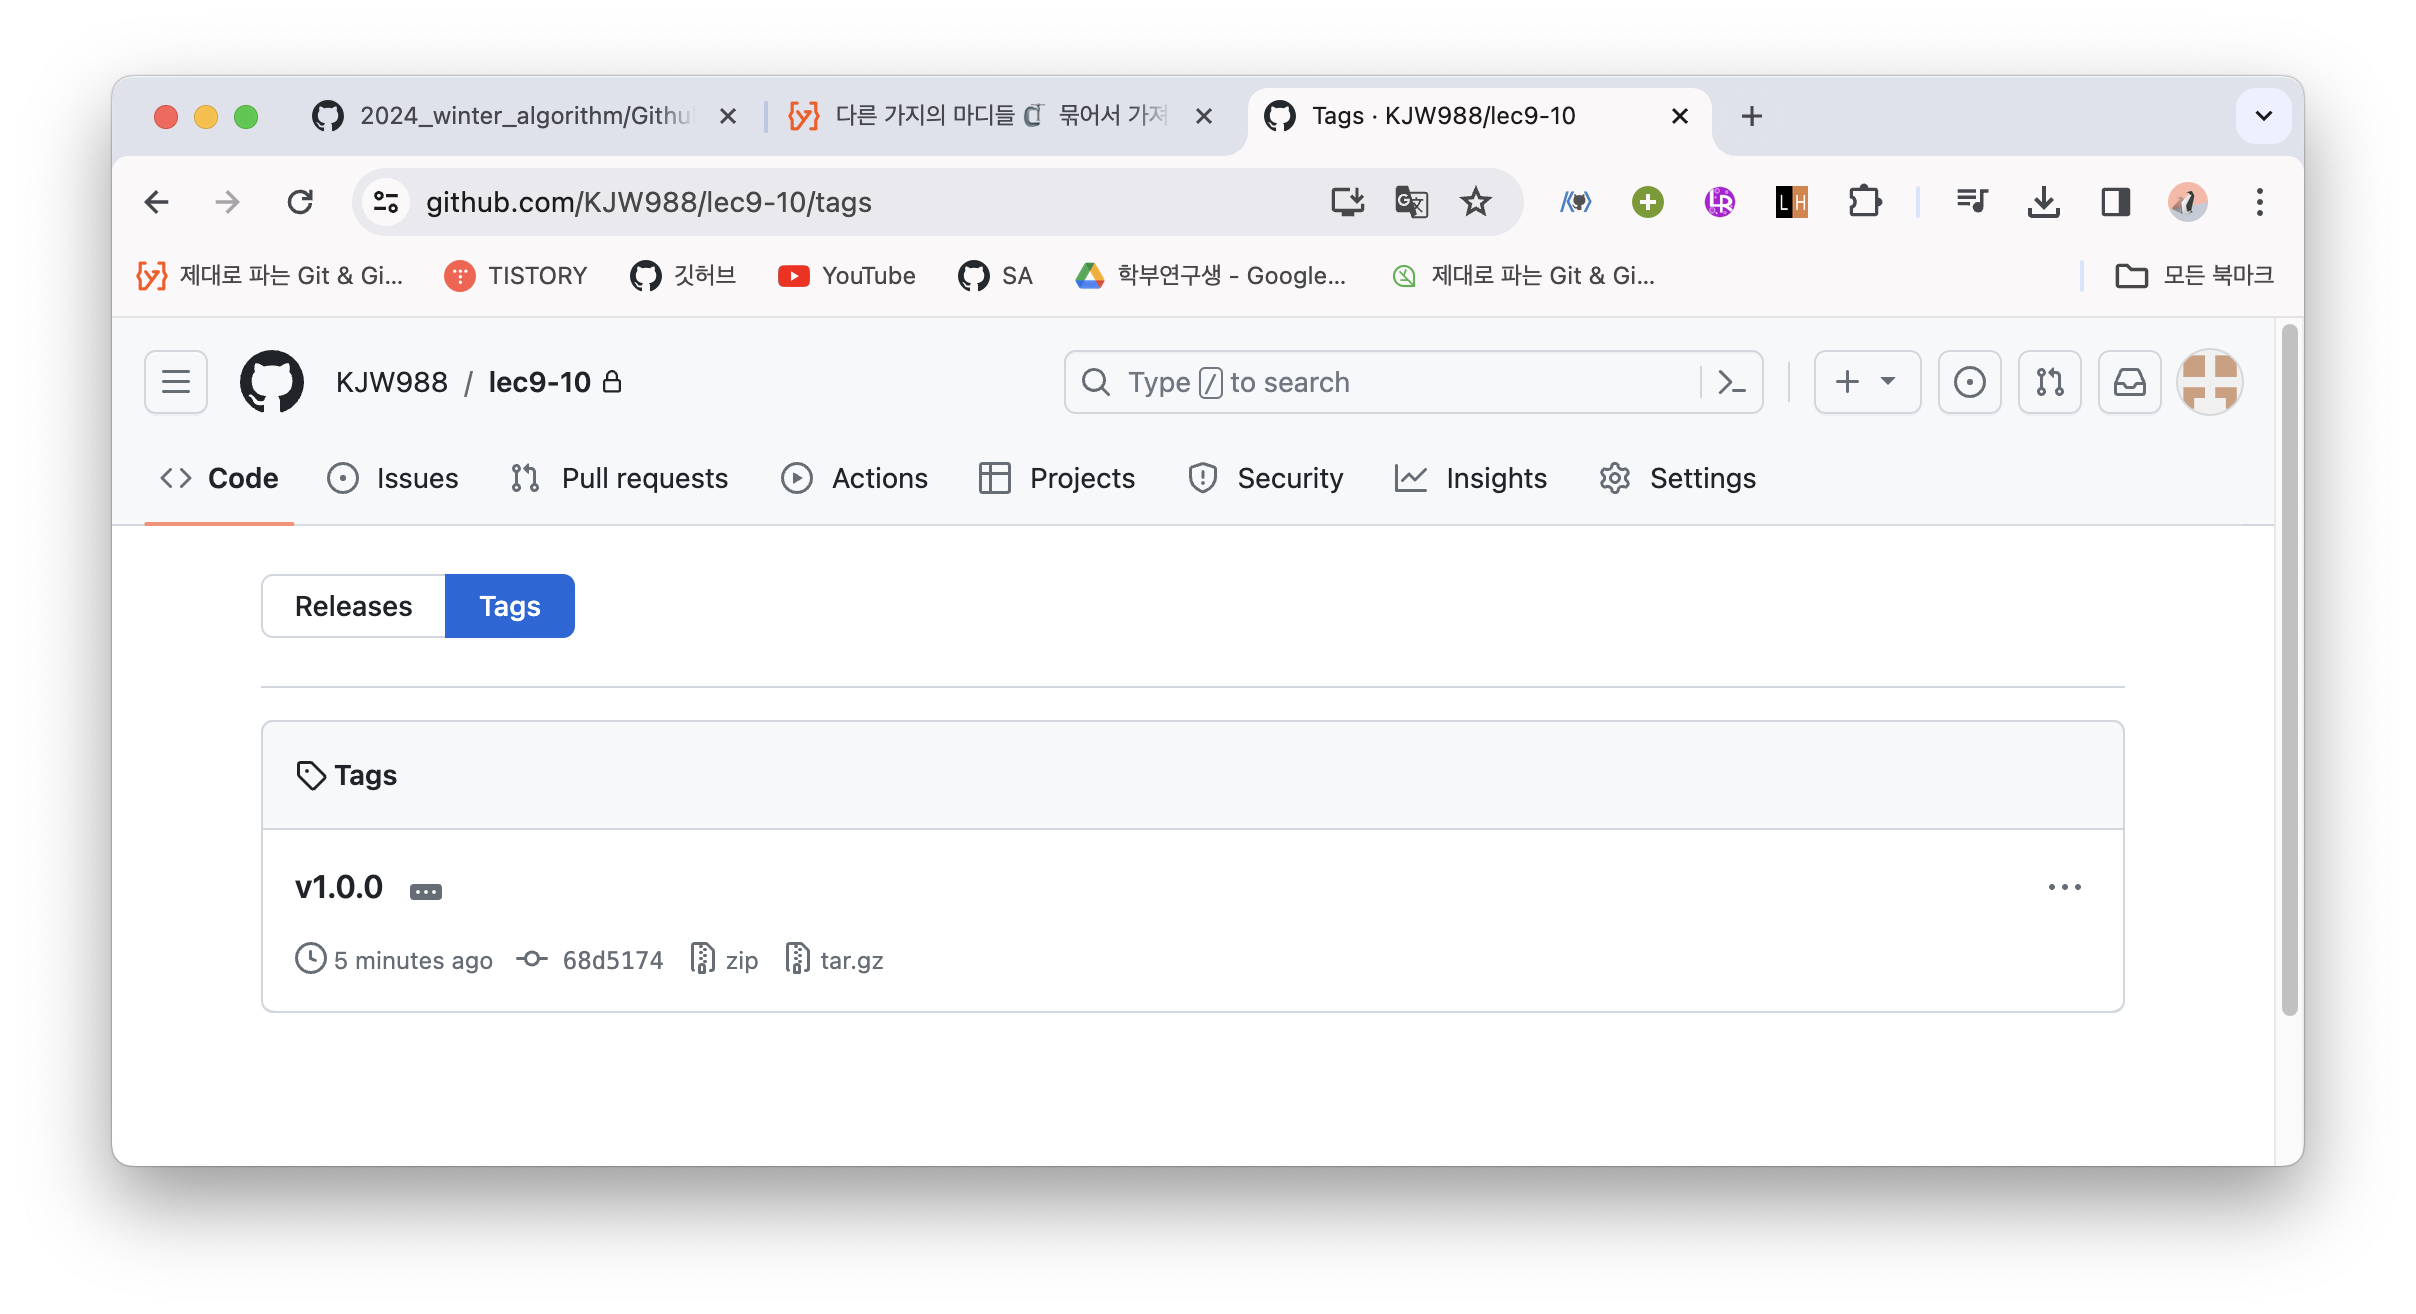 2024_winter_algorithm/Githu
다른 가지의 마디들 묶어서 가져
Tags · KJW988/lec9-10
github.com/KJW988/lec9-10/tags
제대로 파는 Git & Gi...
TISTORY
깃허브
YouTube
SA
학부연구생 - Google...
제대로 파는 Git & Gi...
모든 북마크
KJW988 / lec9-10
Type / to search
Code
Issues
Pull requests
Actions
Projects
Security
Insights
Settings
Releases
Tags
Tags
v1.0.0
5 minutes ago
68d5174
zip
tar.gz